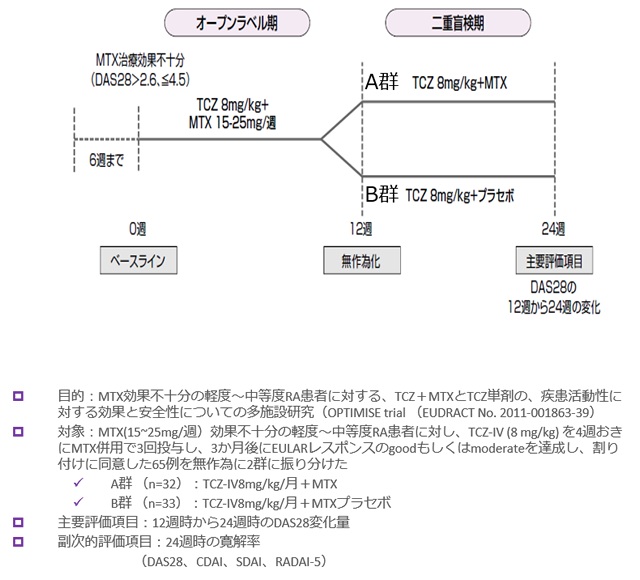 オープンラベル期
二重盲検期
MTX治療効果不十分
（DAS28>2.6、≦4.5）
A群 TCZ 8mg/kg+MTX
TCZ 8mg/kg+
MTX 15-25mg/週
6週まで
B群 TCZ 8mg/kg+プラセボ
0週
12週
24週
ベースライン
無作為化
主要評価項目
DAS28の
12週から24週の変化
目的：MTX効果不十分の軽度～中等度RA患者に対する、TCZ＋MTXとTCZ単剤の、疾患活動性に
対する効果と安全性についての多施設研究（OPTIMISE trial （EUDRACT No. 2011-001863-39）
対象：MTX(15~25mg/週）効果不十分の軽度～中等度RA患者に対し、TCZ-IV (8 mg/kg) を4週おき
にMTX併用で3回投与し、3か月後にEULARレスポンスのgoodもしくはmoderateを達成し、割り
付けに同意した65例を無作為に2群に振り分けた
✓ A群 （n=32）：TCZ-IV8mg/kg/月＋MTX
✓ B群 （n=33）：TCZ-IV8mg/kg/月＋MTXプラセボ
主要評価項目：12週時から24週時のDAS28変化量
副次的評価項目：24週時の寛解率
（DAS28、CDAI、SDAI、RADAI-5）